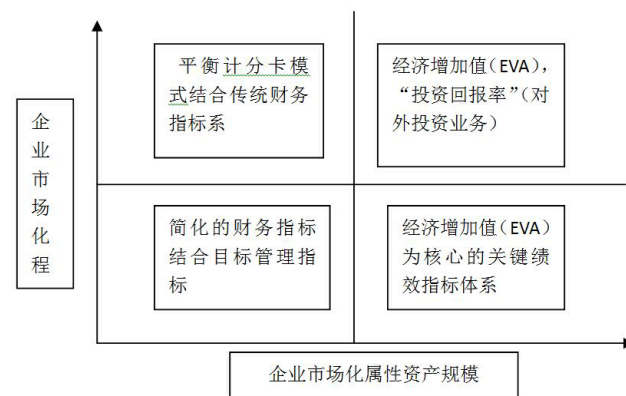 平衡计分卡模
式结合传统财务
指标系
经济增加值（EVA），
“投资回报率”（对
外投资业务）
企
业
市
场
化
程
简化的财务指标
结合目标管理指
标
经济增加值（EVA）
为核心的关键绩
效指标体系
企业市场化属性资产规模